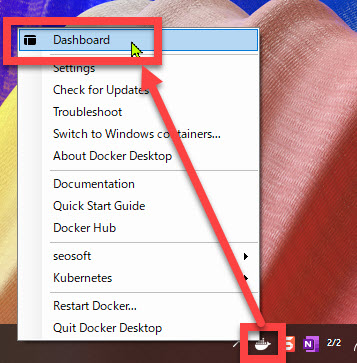 Dashboard
Settings
Check for Updates
Troubleshoot
Switch to Windows containers...
About Docker Desktop
Documentation
Quick Start Guide
Docker Hub
seosoft
Kubernetes
Restart Docker...
Quit Docker Desktop
S N 2/2